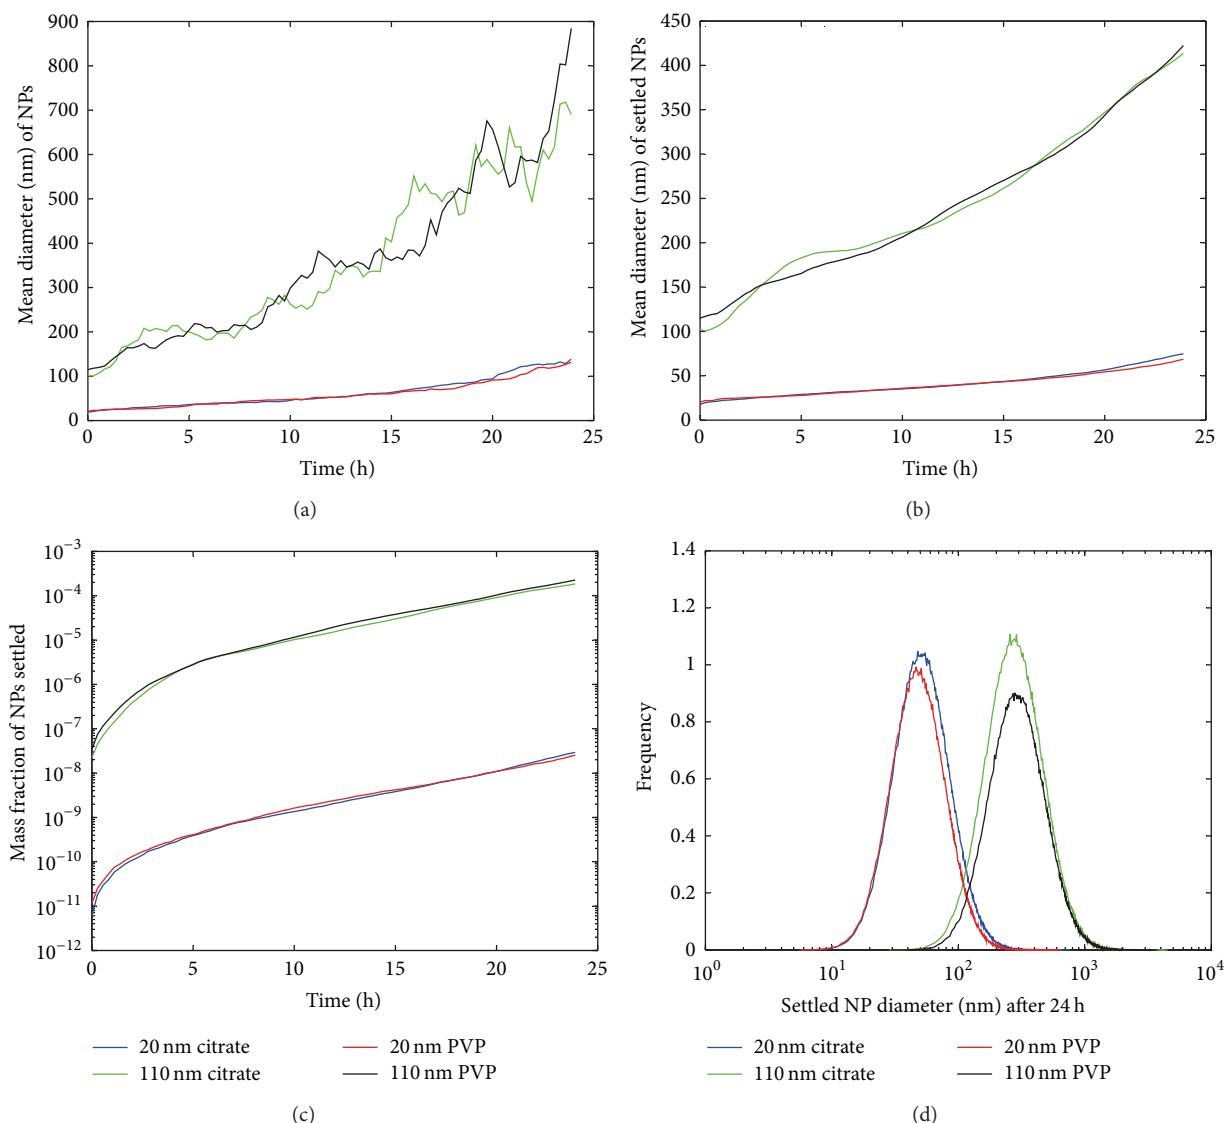 900
800
700
600
500
400
300
200
100
0
Mean diameter (nm) of NPs
0 5 10 15 20 25
Time (h)
(a)
450
400
350
300
250
200
150
100
50
0
Mean diameter (nm) of settled NPs
0 5 10 15 20 25
Time (h)
(b)
10⁻³
10⁻⁴
10⁻⁵
10⁻⁶
10⁻⁷
10⁻⁸
10⁻⁹
10⁻¹⁰
10⁻¹¹
10⁻¹²
Mass fraction of NPs settled
0 5 10 15 20 25
Time (h)
20 nm citrate 20 nm PVP
110 nm citrate 110 nm PVP
(c)
1.4
1.2
1
0.8
0.6
0.4
0.2
0
Frequency
10⁰ 10¹ 10² 10³ 10⁴
Settled NP diameter (nm) after 24 h
20 nm citrate 20 nm PVP
110 nm citrate 110 nm PVP
(d)